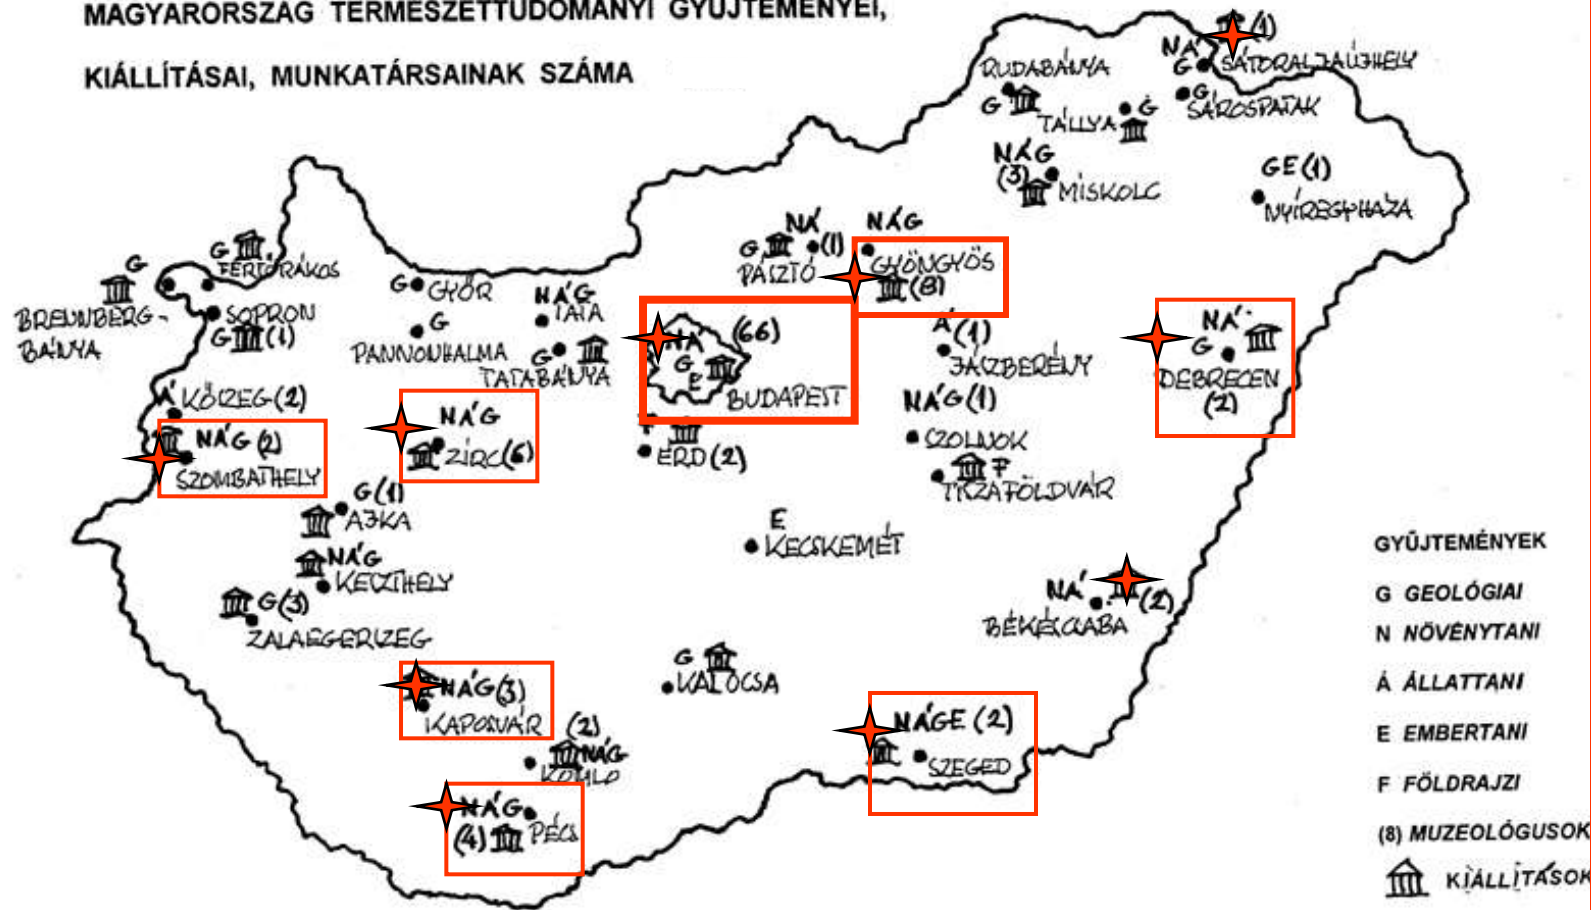 MAGYARORSZÁG TERMÉSZETTUDOMÁNYI GYŰJTEMÉNYEI,
KIÁLLÍTÁSAI, MUNKATÁRSAINAK SZÁMA
(1)
NÁ
G
SÁTORALJAÚJHELY
RUDABÁNYA
G
G
SÁROSPATAK
G
TÁLLYA
NÁG
(3)
MISKOLC
GE(1)
NYÍREGYHÁZA
NÁ
G (1)
PÁSZTÓ
NÁG
GYÖNGYÖS
(8)
G
FERTŐRÁKOS
G
BRENNBERG-
BÁNYA
SOPRON
G (1)
G GYŐR
G
PANNONHALMA
NÁG
TATA
G
TATABÁNYA
NÁ (66)
G
E
BUDAPEST
Á (1)
JÁSZBERÉNY
NÁ
G
DEBRECEN
(2)
Á KŐSZEG (2)
NÁG (2)
SZOMBATHELY
NÁG
ZIRC (6)
ÉRD (2)
NÁG (1)
SZOLNOK
F
TISZAFÖLDVÁR
G (1)
AJKA
NÁG
KESZTHELY
G (3)
ZALAEGERSZEG
E
KECSKEMÉT
NÁ
(2)
BÉKÉSCSABA
G
KALOCSA
NÁG (3)
KAPOSVÁR
(2)
NÁG
KOMLÓ
NÁGE (2)
SZEGED
NÁG
(4) PÉCS
GYŰJTEMÉNYEK
G GEOLÓGIAI
N NÖVÉNYTANI
Á ÁLLATTANI
E EMBERTANI
F FÖLDRAJZI
(8) MUZEOLÓGUSOK
KIÁLLÍTÁSOK